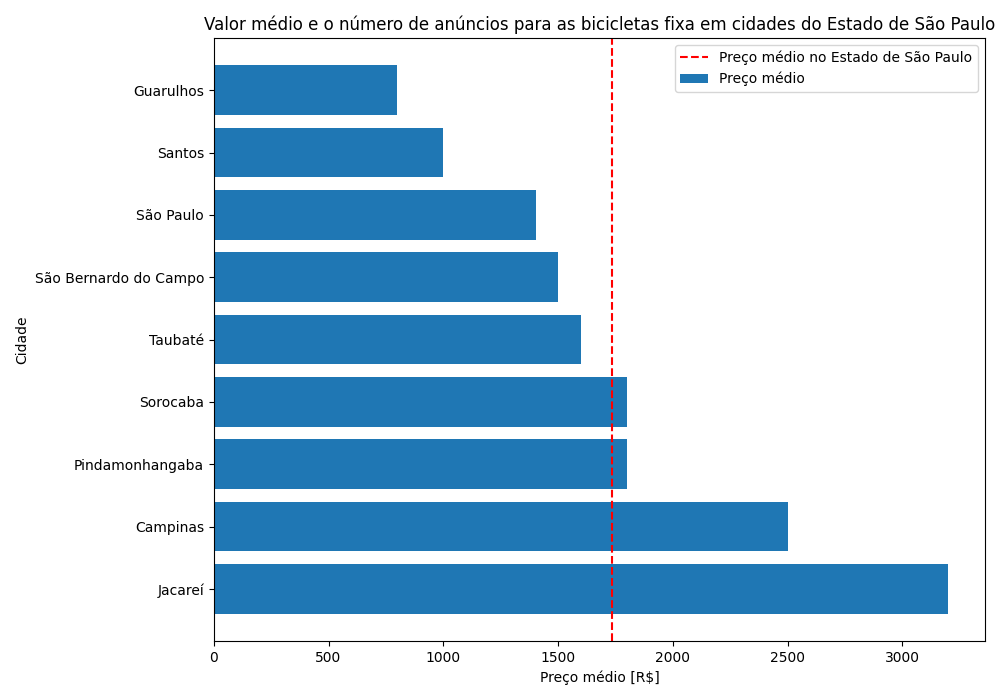 Valor médio e o número de anúncios para as bicicletas fixa em cidades do Estado de São Paulo
Preço médio no Estado de São Paulo
Preço médio
Guarulhos
Santos
São Paulo
São Bernardo do Campo
Taubaté
Sorocaba
Pindamonhangaba
Campinas
Jacareí
Cidade
0 500 1000 1500 2000 2500 3000
Preço médio [R$]